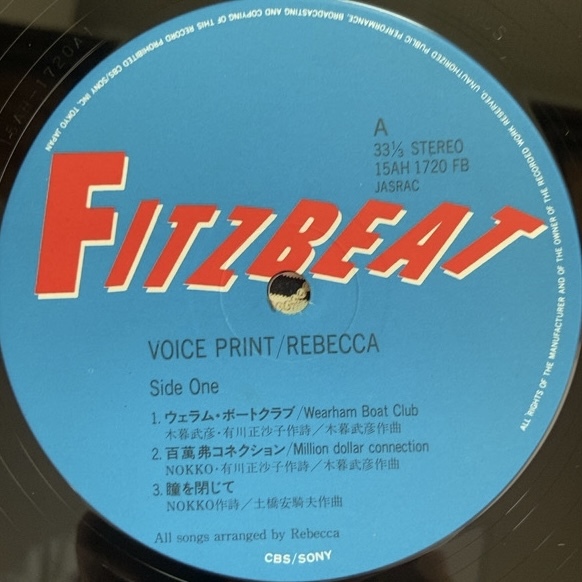 ALL RIGHTS OF THE MANUFACTURER AND OF THE OWNER OF THE RECORDED WORK RESERVED. UNAUTHORIZED PUBLIC PERFORMANCE, BROADCASTING AND COPYING OF THIS RECORD PROHIBITED CBS/SONY INC. TOKYO JAPAN
A
33⅓ STEREO
15AH 1720 FB
JASRAC
FITZBEAT
VOICE PRINT/REBECCA
Side One
1. ウェラム・ボートクラブ/Wearham Boat Club
木暮武彦・有川正沙子作詩/木暮武彦作曲
2. 百萬弗コネクション/Million dollar connection
NOKKO・有川正沙子作詩/木暮武彦作曲
3. 瞳を閉じて
NOKKO作詩/土橋安騎夫作曲
All songs arranged by Rebecca
CBS/SONY